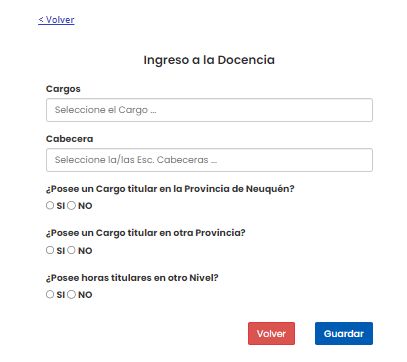 < Volver
Ingreso a la Docencia
Cargos
Seleccione el Cargo ...
Cabecera
Seleccione la/las Esc. Cabeceras ...
¿Posee un Cargo titular en la Provincia de Neuquén?
SI NO
¿Posee un Cargo titular en otra Provincia?
SI NO
¿Posee horas titulares en otro Nivel?
SI NO
Volver Guardar